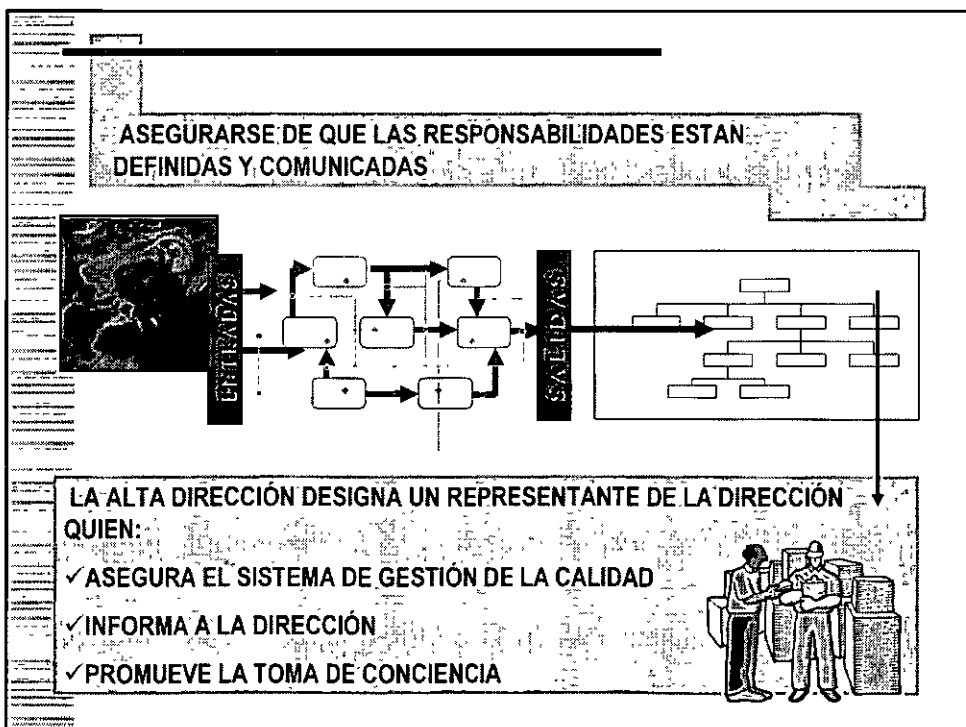 ASEGURARSE DE QUE LAS RESPONSABILIDADES ESTAN
DEFINIDAS Y COMUNICADAS
ENTRADAS
SALIDAS
LA ALTA DIRECCIÓN DESIGNA UN REPRESENTANTE DE LA DIRECCIÓN
QUIEN:
✓ASEGURA EL SISTEMA DE GESTIÓN DE LA CALIDAD
✓INFORMA A LA DIRECCIÓN
✓PROMUEVE LA TOMA DE CONCIENCIA